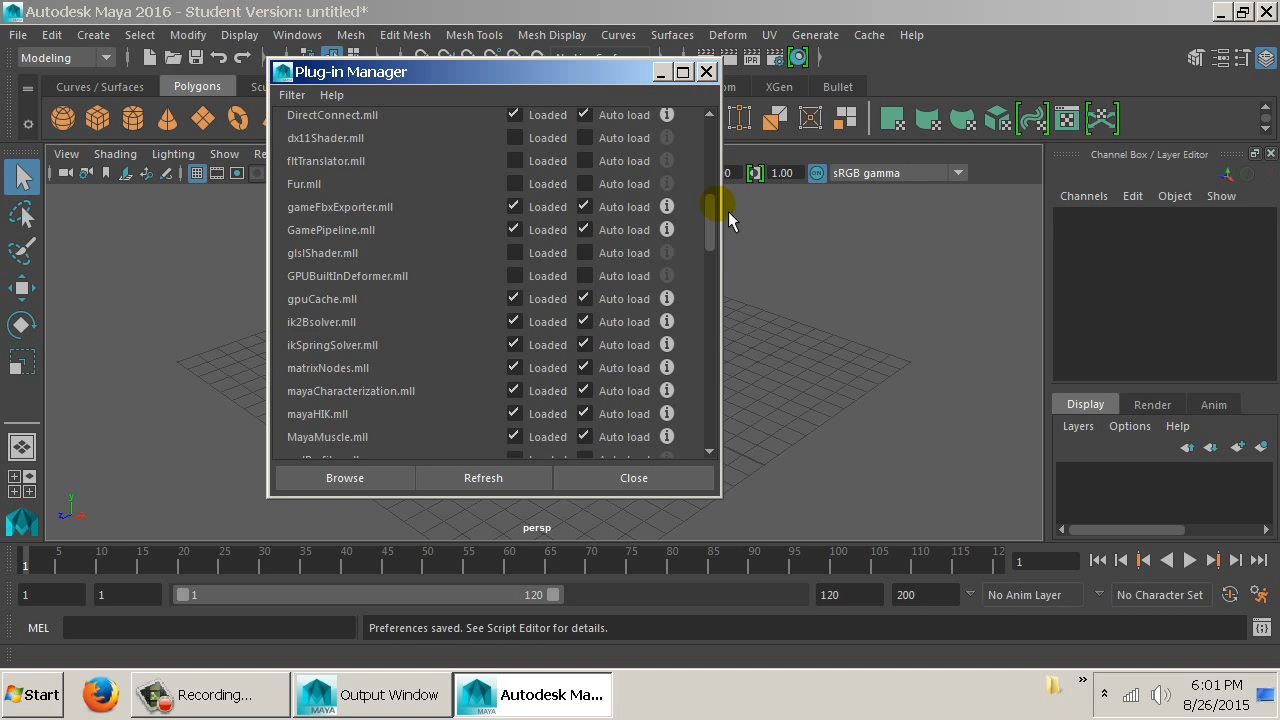 Autodesk Maya 2016 - Student Version: untitled*
File Edit Create Select Modify Display Windows Mesh Edit Mesh Mesh Tools Mesh Display Curves Surfaces Deform UV Generate Cache Help
Modeling
Plug-in Manager
Curves / Surfaces Polygons XGen Bullet
Filter Help
DirectConnect.mll Loaded Auto load
dx11Shader.mll Loaded Auto load
fltTranslator.mll Loaded Auto load
Fur.mll Loaded Auto load
gameFbxExporter.mll Loaded Auto load
GamePipeline.mll Loaded Auto load
glslShader.mll Loaded Auto load
GPUBuiltInDeformer.mll Loaded Auto load
gpuCache.mll Loaded Auto load
ik2Bsolver.mll Loaded Auto load
ikSpringSolver.mll Loaded Auto load
matrixNodes.mll Loaded Auto load
mayaCharacterization.mll Loaded Auto load
mayaHIK.mll Loaded Auto load
MayaMuscle.mll Loaded Auto load
Browse Refresh Close
View Shading Lighting Show
IPR
0 1.00 ON sRGB gamma
Channel Box / Layer Editor
Channels Edit Object Show
Display Render Anim
Layers Options Help
MAYA
y
z x
persp
5 10 15 20 25 30 35 40 45 50 55 60 65 70 75 80 85 90 95 100 105 110 115 12
1 1
1 1 1 120 120 200 No Anim Layer No Character Set
MEL Preferences saved. See Script Editor for details.
Start Recording... MAYA Output Window MAYA Autodesk Ma... 6:01 PM
8/26/2015